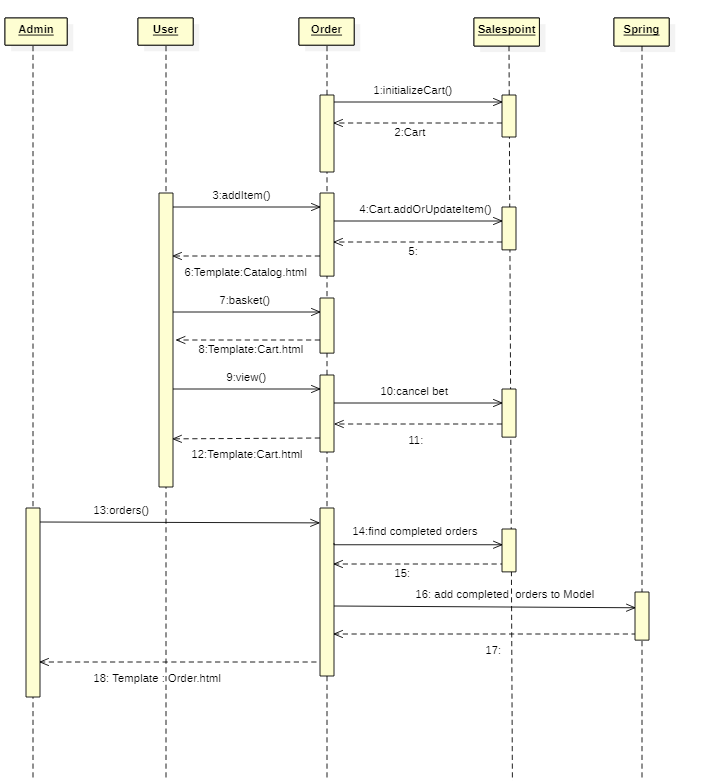 Admin
User
Order
Salespoint
Spring
1:initializeCart()
2:Cart
3:addItem()
4:Cart.addOrUpdateItem()
5:
6:Template:Catalog.html
7:basket()
8:Template:Cart.html
9:view()
10:cancel bet
11:
12:Template:Cart.html
13:orders()
14:find completed orders
15:
16: add completed orders to Model
17:
18: Template :Order.html